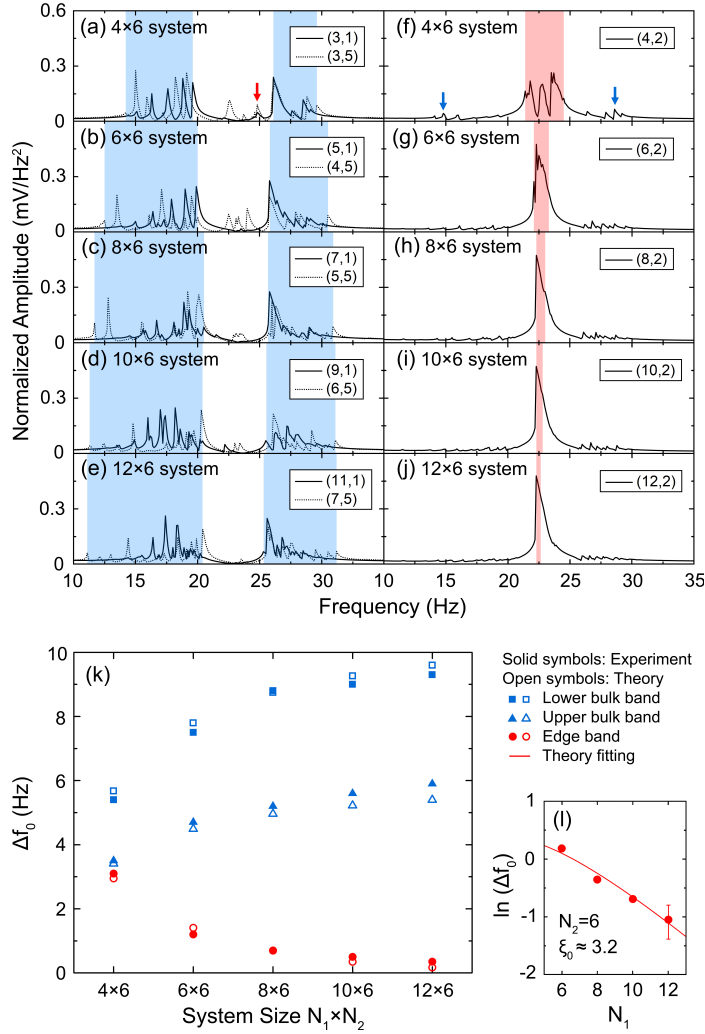 (a) 4×6 system
(3,1)
(3,5)
(f) 4×6 system
(4,2)
(b) 6×6 system
(5,1)
(4,5)
(g) 6×6 system
(6,2)
(c) 8×6 system
(7,1)
(5,5)
(h) 8×6 system
(8,2)
(d) 10×6 system
(9,1)
(6,5)
(i) 10×6 system
(10,2)
(e) 12×6 system
(11,1)
(7,5)
(j) 12×6 system
(12,2)
Normalized Amplitude (mV/Hz²)
0.6
0.3
0
0.3
0
0.3
0
0.3
0
0.3
0
10 15 20 25 30 10 15 20 25 30 35
Frequency (Hz)
(k)
Δf₀ (Hz)
10
8
6
4
2
0
4×6 6×6 8×6 10×6 12×6
System Size N₁×N₂
Solid symbols: Experiment
Open symbols: Theory
Lower bulk band
Upper bulk band
Edge band
Theory fitting
(l)
ln (Δf₀)
1
0
-1
-2
N₂=6
ξ₀≈ 3.2
6 8 10 12
N₁